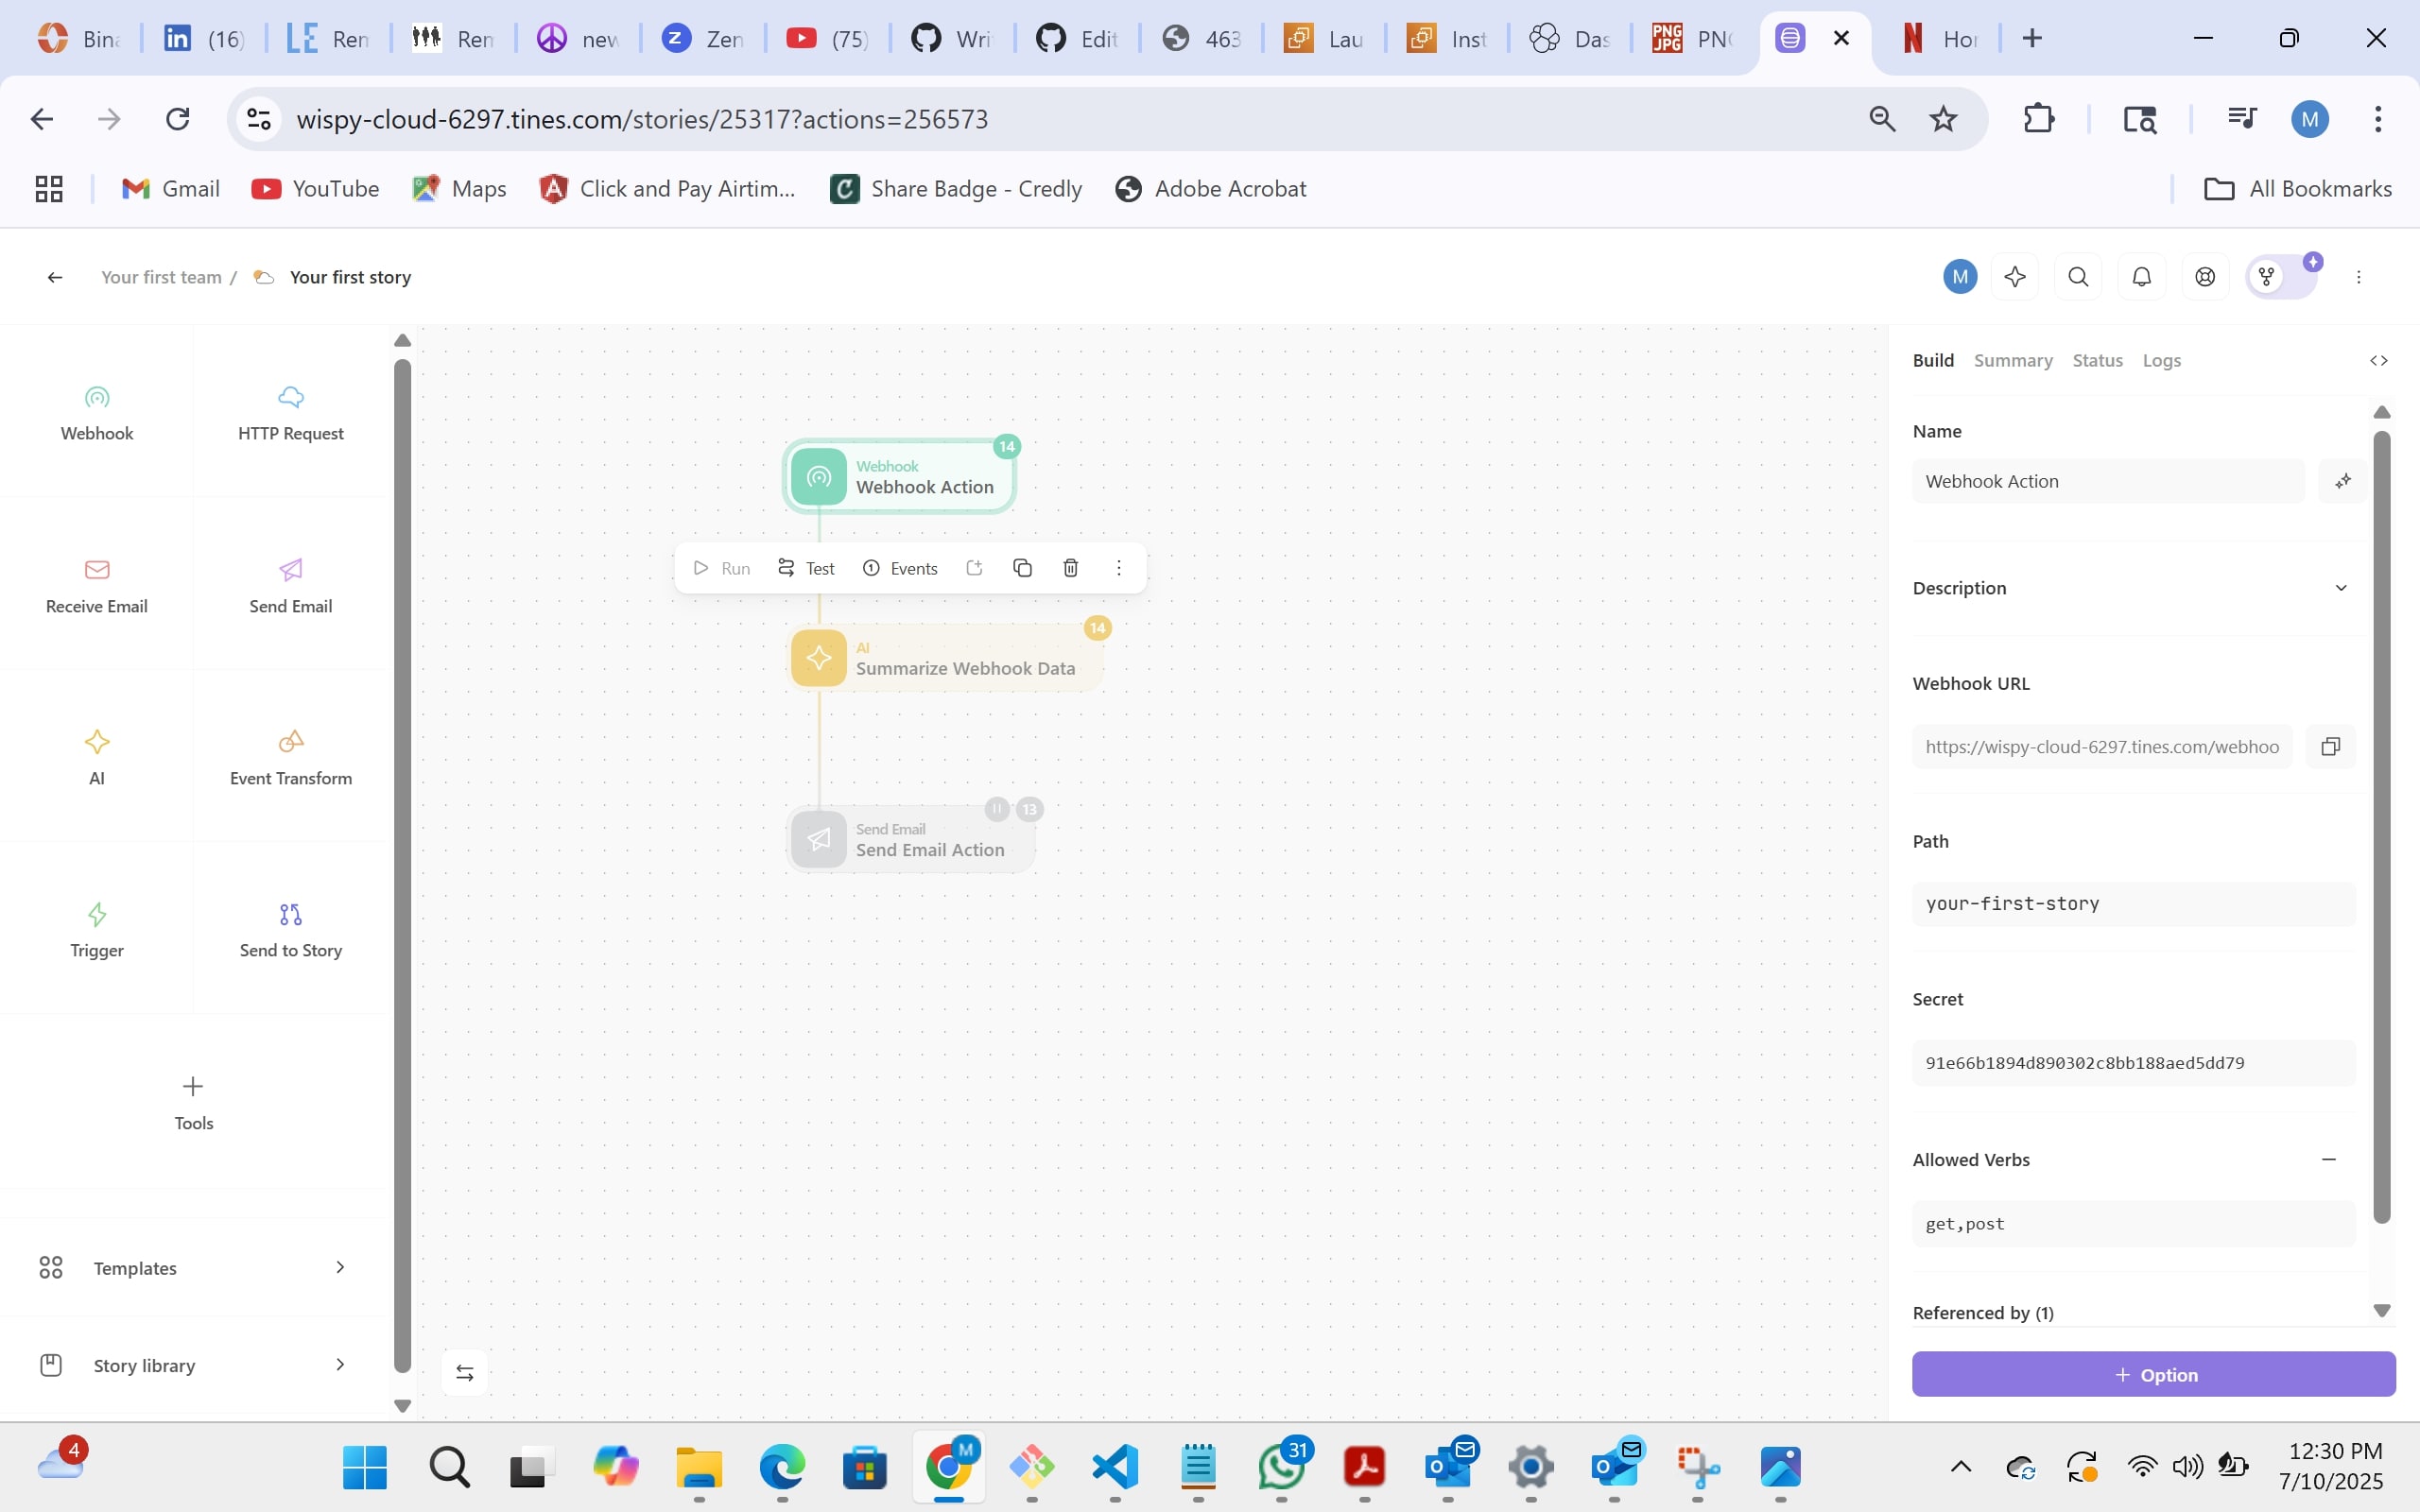 Bin
(16)
Ren
Ren
new
Zen
(75)
Wri
Edit
463
Lau
Inst
Das
PNG
JPG
PN
Hor
wispy-cloud-6297.tines.com/stories/25317?actions=256573
M
Gmail
YouTube
Maps
Click and Pay Airtim...
Share Badge - Credly
Adobe Acrobat
All Bookmarks
Your first team /
Your first story
M
Webhook
HTTP Request
Receive Email
Send Email
AI
Event Transform
Trigger
Send to Story
Tools
Templates
Story library
14
Webhook
Webhook Action
Run
Test
Events
14
AI
Summarize Webhook Data
13
Send Email
Send Email Action
Build
Summary
Status
Logs
Name
Webhook Action
Description
Webhook URL
https://wispy-cloud-6297.tines.com/webhoo
Path
your-first-story
Secret
91e66b1894d890302c8bb188aed5dd79
Allowed Verbs
get,post
Referenced by (1)
+ Option
4
M
31
12:30 PM
7/10/2025